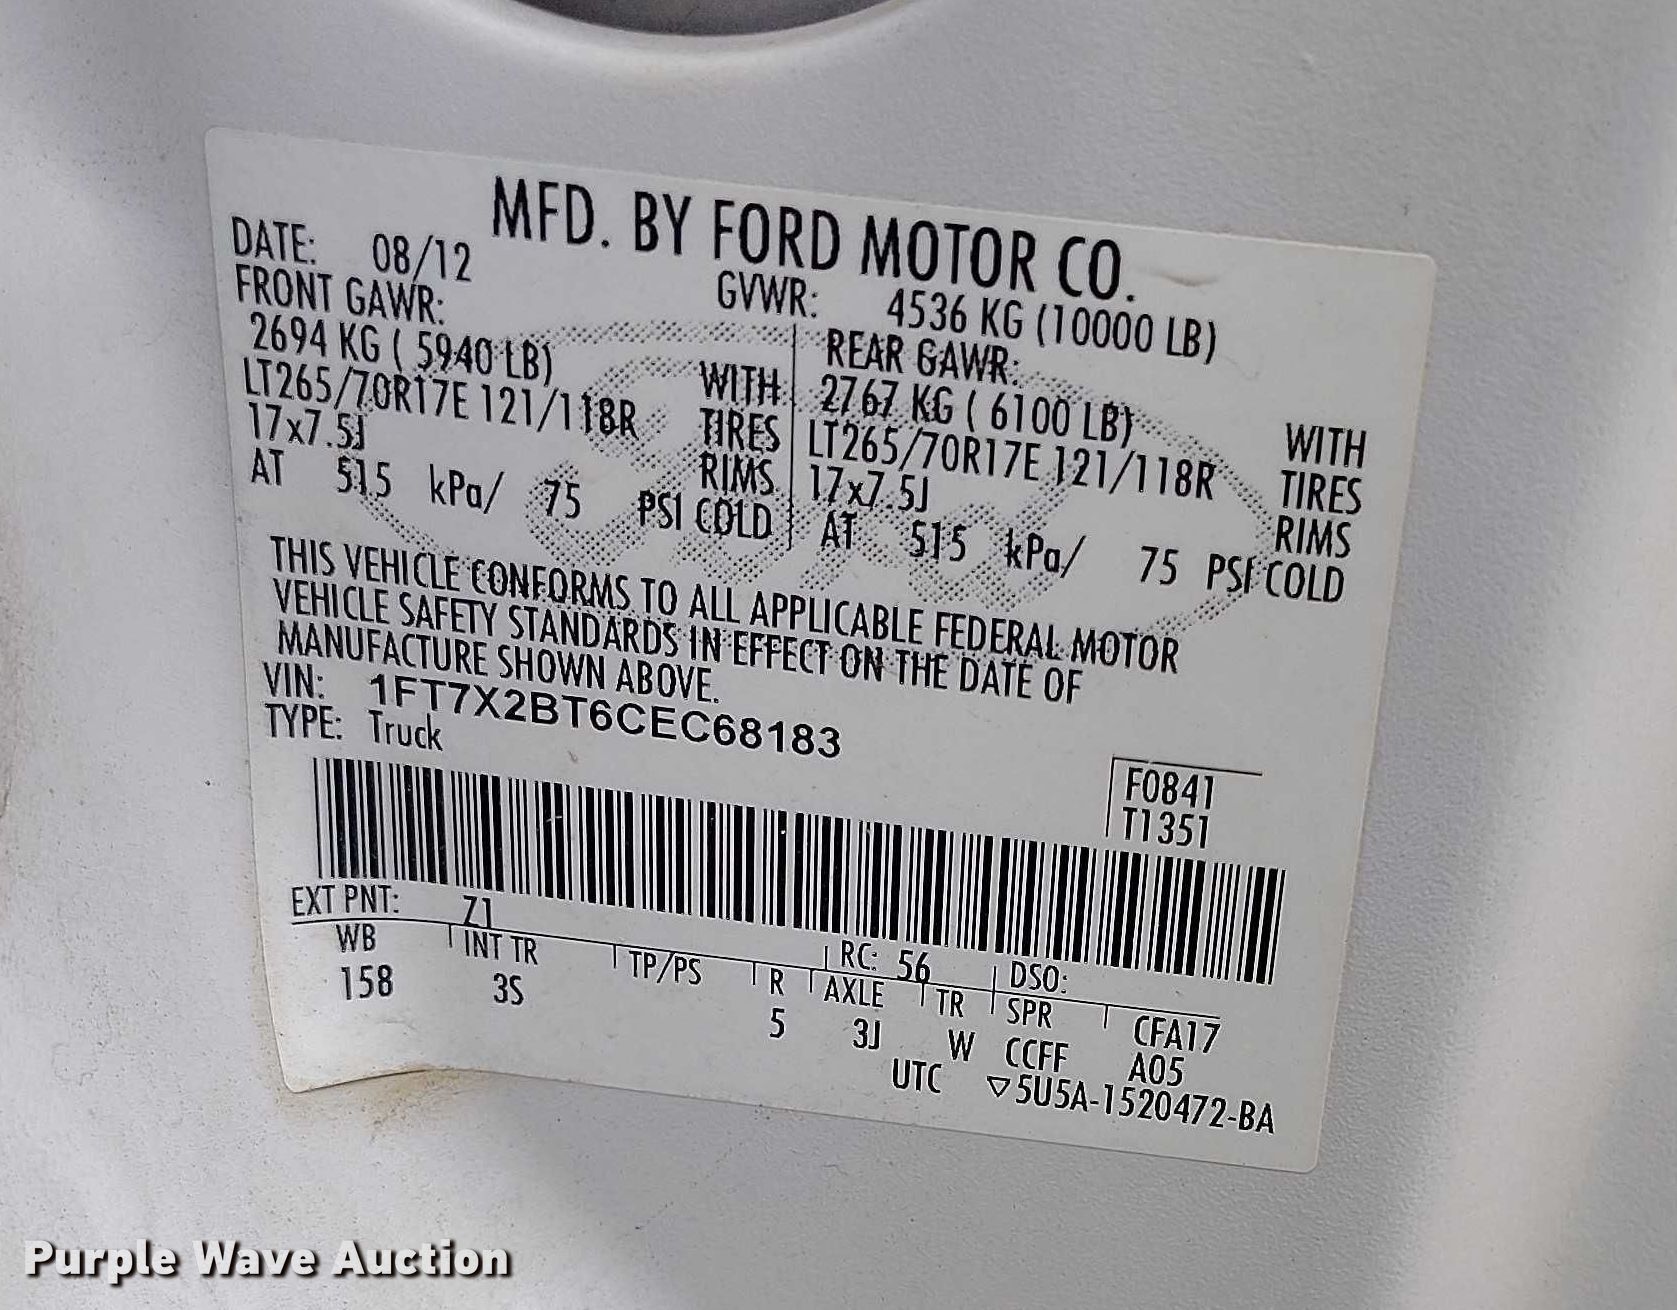 MFD. BY FORD MOTOR CO.
DATE: 08/12
GVWR: 4536 KG (10000 LB)
FRONT GAWR:
2694 KG ( 5940 LB) WITH
LT265/70R17E 121/118R TIRES
17x7.5J RIMS
AT 515 kPa/ 75 PSI COLD
REAR GAWR:
2767 KG ( 6100 LB) WITH
LT265/70R17E 121/118R TIRES
17x7.5J RIMS
AT 515 kPa/ 75 PSI COLD
THIS VEHICLE CONFORMS TO ALL APPLICABLE FEDERAL MOTOR
VEHICLE SAFETY STANDARDS IN EFFECT ON THE DATE OF
MANUFACTURE SHOWN ABOVE.
VIN: 1FT7X2BT6CEC68183
TYPE: Truck
F0841
T1351
EXT PNT: Z1 RC: 56 DSO:
WB INT TR TP/PS R AXLE TR SPR CFA17
158 3S 5 3J W CCFF A05
UTC ▽5U5A-1520472-BA
Purple Wave Auction